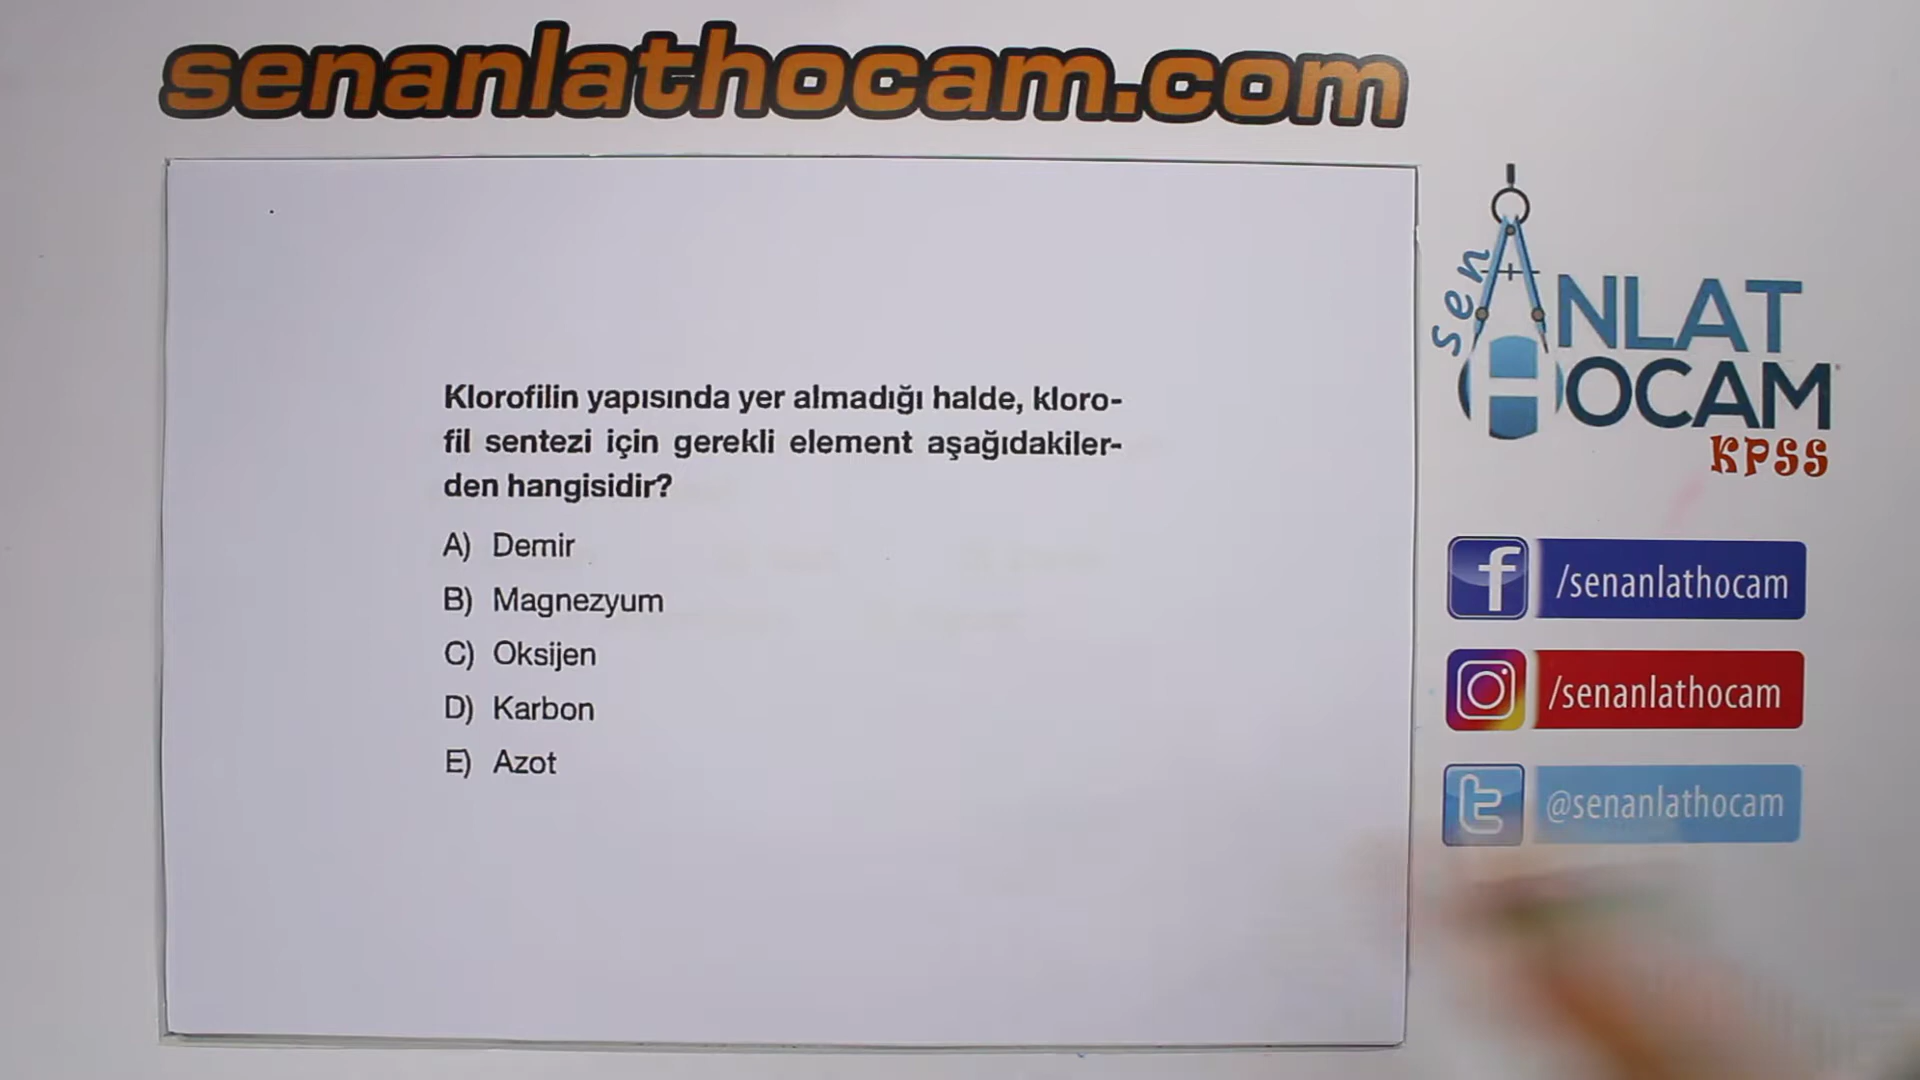 senanlathocam.com
sen
ANLAT
HOCAM
KPSS
Klorofilin yapısında yer almadığı halde, kloro-
fil sentezi için gerekli element aşağıdakiler-
den hangisidir?
A) Demir
B) Magnezyum
C) Oksijen
D) Karbon
E) Azot
/senanlathocam
/senanlathocam
@senanlathocam